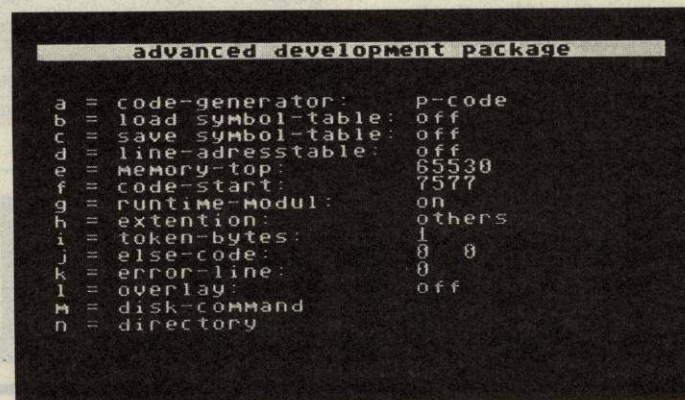 advanced development package
a = code-generator: p-code
b = load symbol-table: off
c = save symbol-table: off
d = line-adresstable: off
e = memory-top: 65530
f = code-start: 7577
g = runtime-modul: on
h = extention: others
i = token-bytes: 1
j = else-code: 0 0
k = error-line: 0
l = overlay: off
m = disk-command
n = directory